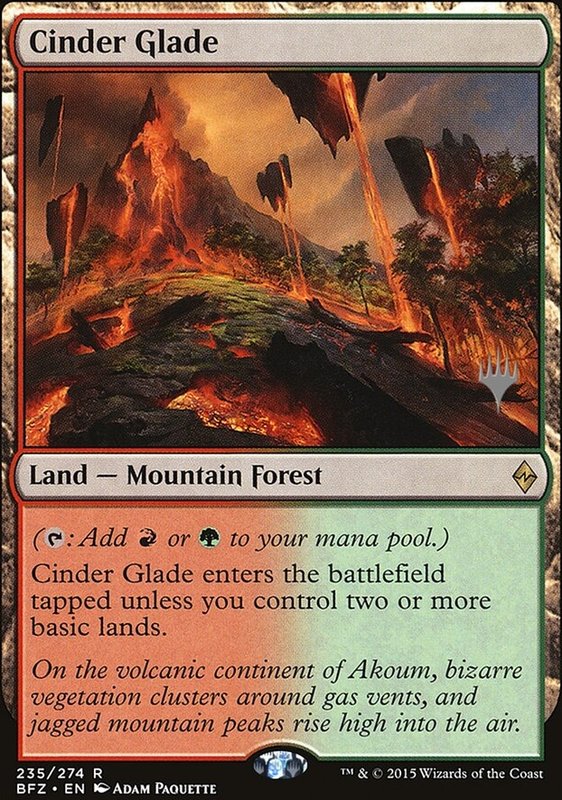 Cinder Glade
Land — Mountain Forest
(: Add or to your mana pool.)
Cinder Glade enters the battlefield
tapped unless you control two or more
basic lands.
On the volcanic continent of Akoum, bizarre
vegetation clusters around gas vents, and
jagged mountain peaks rise high into the air.
235/274 R
BFZ • EN Adam Paquette
™ & © 2015 Wizards of the Coast